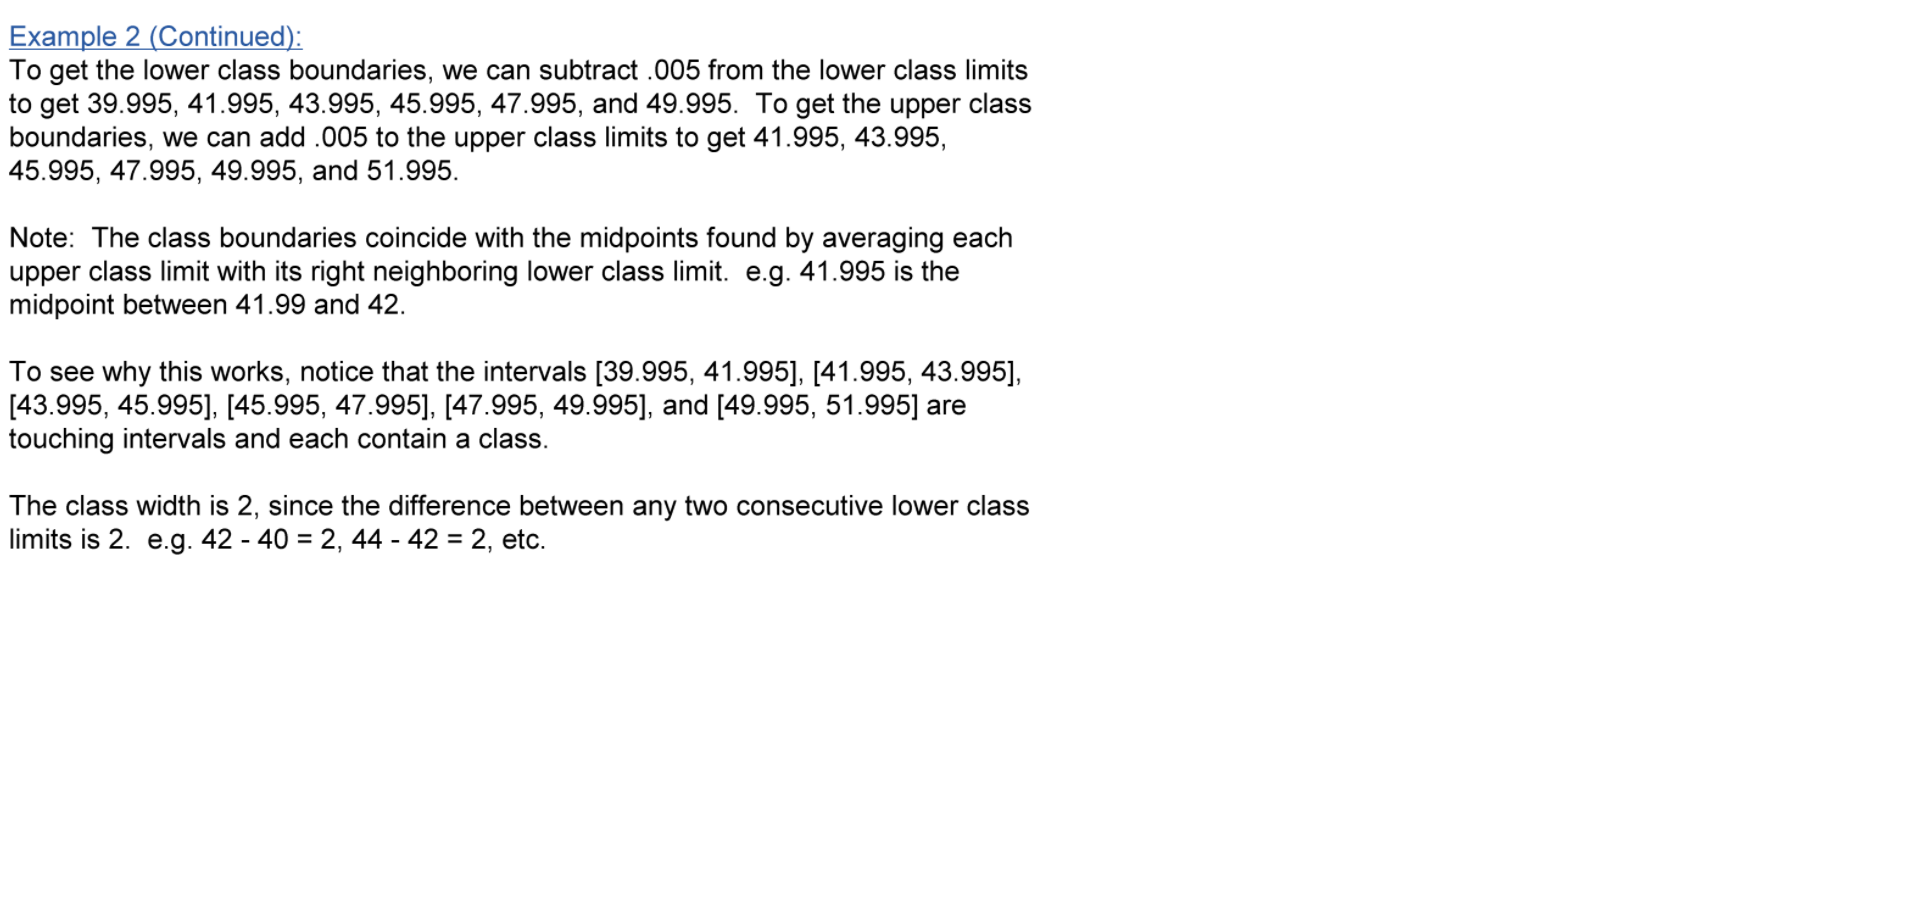 Example 2 (Continued):
To get the lower class boundaries, we can subtract .005 from the lower class limits
to get 39.995, 41.995, 43.995, 45.995, 47.995, and 49.995.  To get the upper class
boundaries, we can add .005 to the upper class limits to get 41.995, 43.995,
45.995, 47.995, 49.995, and 51.995.
Note:  The class boundaries coincide with the midpoints found by averaging each
upper class limit with its right neighboring lower class limit.  e.g. 41.995 is the
midpoint between 41.99 and 42.
To see why this works, notice that the intervals [39.995, 41.995], [41.995, 43.995],
[43.995, 45.995], [45.995, 47.995], [47.995, 49.995], and [49.995, 51.995] are
touching intervals and each contain a class.
The class width is 2, since the difference between any two consecutive lower class
limits is 2.  e.g. 42 - 40 = 2, 44 - 42 = 2, etc.